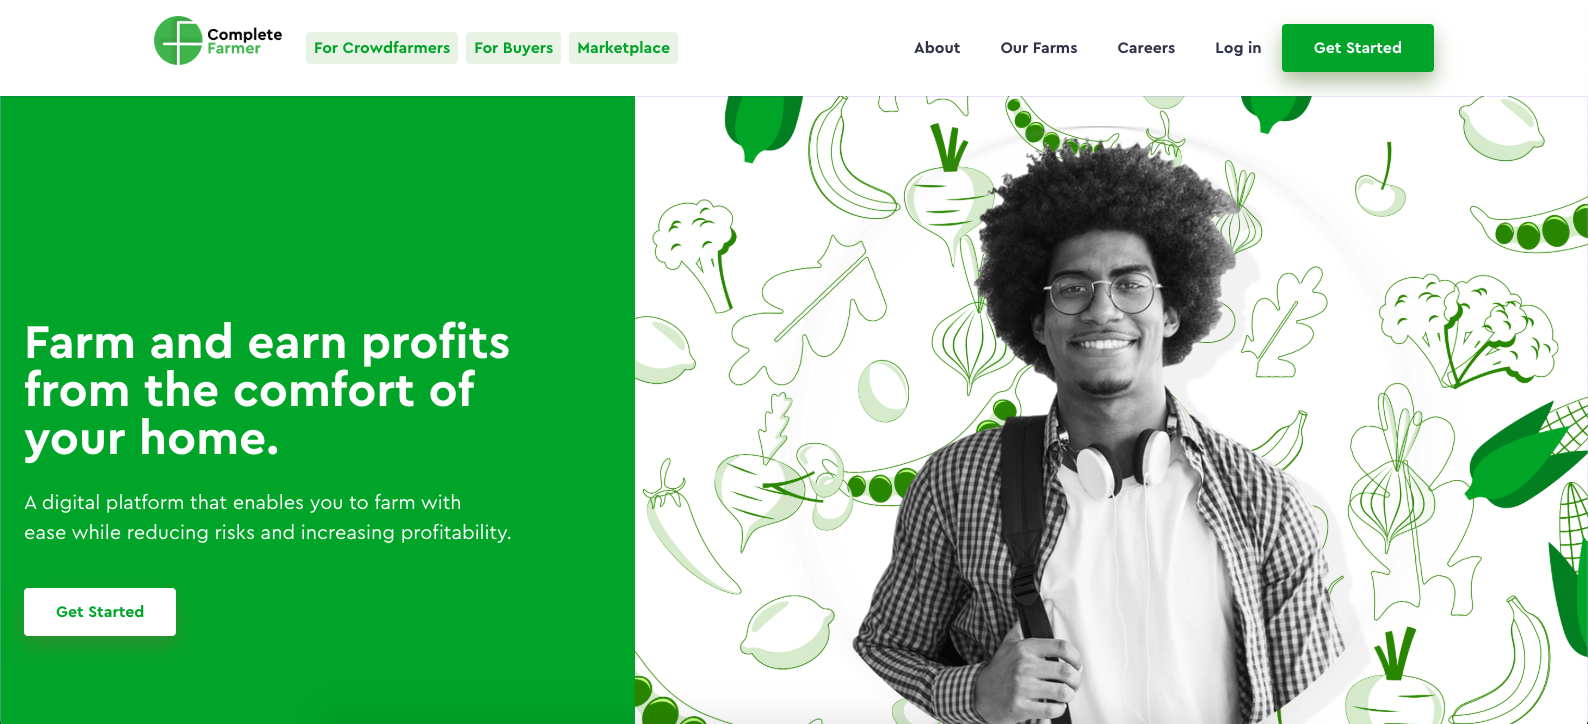 Complete
Farmer
For Crowdfarmers
For Buyers
Marketplace
About
Our Farms
Careers
Log in
Get Started
Farm and earn profits
from the comfort of
your home.
A digital platform that enables you to farm with
ease while reducing risks and increasing profitability.
Get Started